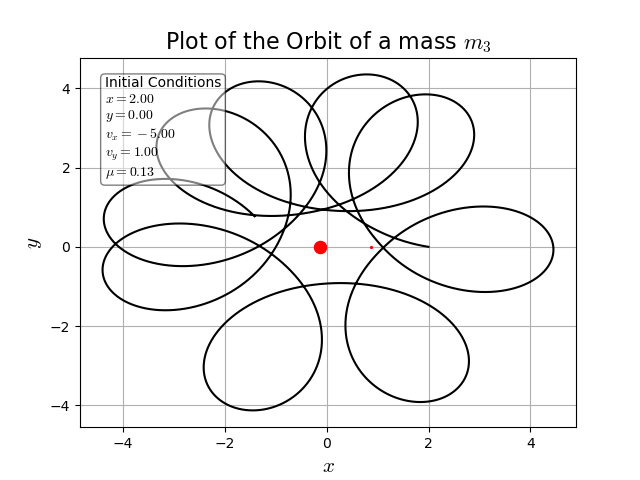 Plot of the Orbit of a mass m₃
Initial Conditions
x = 2.00
y = 0.00
vₓ = −5.00
v_y = 1.00
μ = 0.13
4
2
0
−2
−4
y
−4 −2 0 2 4
x